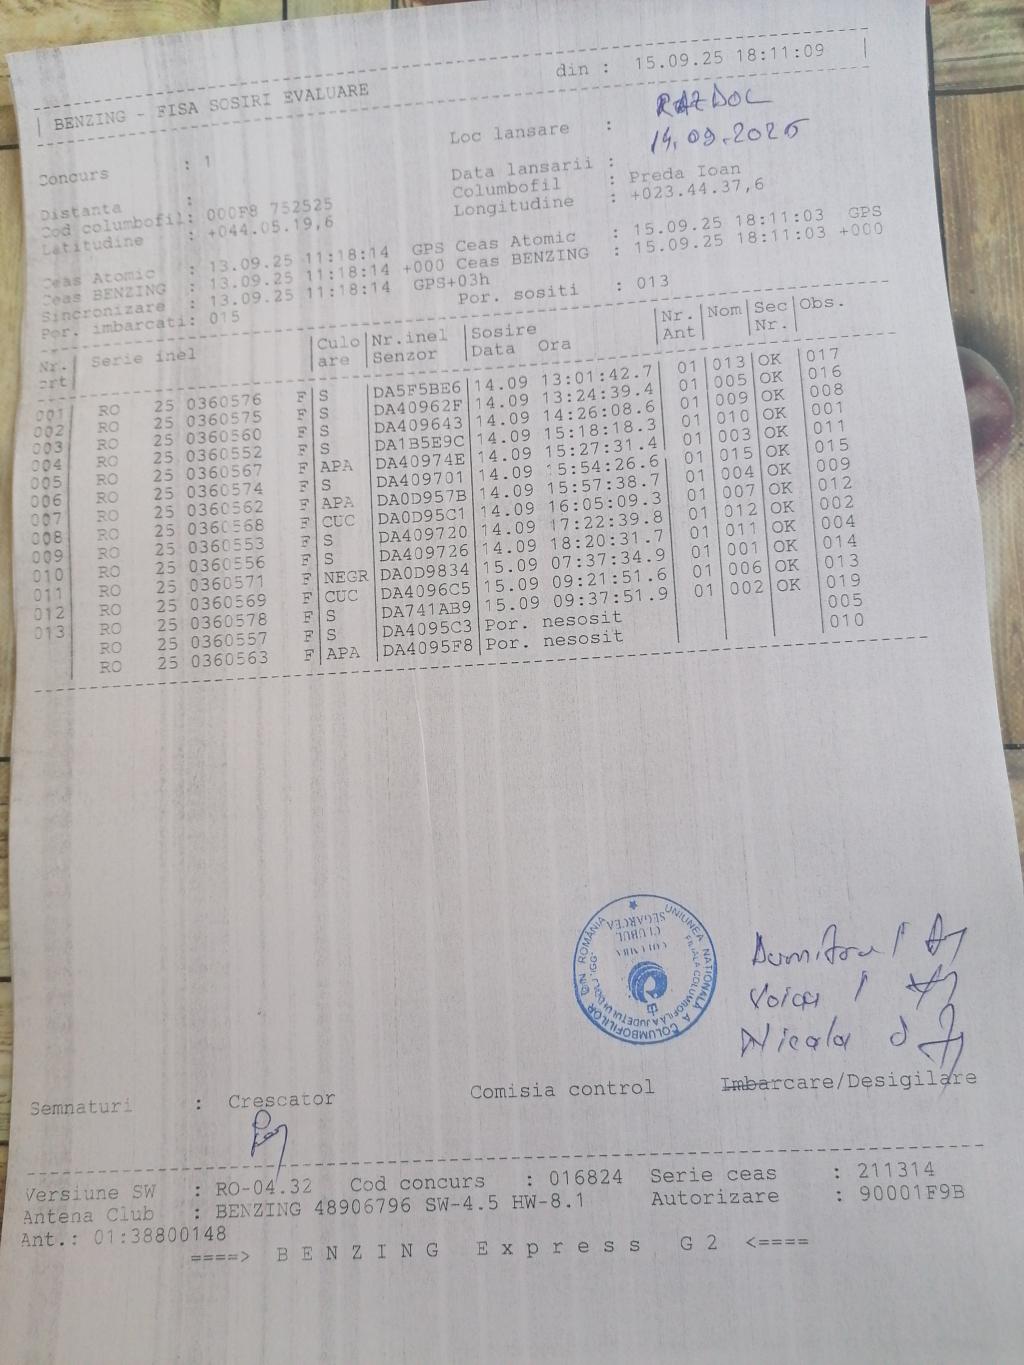 BENZING - FISA SOSIRI EVALUARE din : 15.09.25 18:11:09
Concurs : 1 Loc lansare : RAZDOL
Data lansarii : 14.09.2025
Distanta :
Cod columbofil: 000F8 752525 Columbofil : Preda Ioan
Latitudine : +044.05.19,6 Longitudine : +023.44.37,6
Ceas Atomic : 13.09.25 11:18:14 GPS Ceas Atomic : 15.09.25 18:11:03 GPS
Ceas BENZING : 13.09.25 11:18:14 +000 Ceas BENZING : 15.09.25 18:11:03 +000
Sincronizare : 13.09.25 11:18:14 GPS+03h
Por. imbarcati: 015 Por. sositi : 013
Nr. Serie inel Culo Nr.inel Sosire Nr. Nom Sec Obs.
crt are Senzor Data Ora Ant Nr.
001 RO 25 0360576 F S DA5F5BE6 14.09 13:01:42.7 01 013 OK 017
002 RO 25 0360575 F S DA40962F 14.09 13:24:39.4 01 005 OK 016
003 RO 25 0360560 F S DA409643 14.09 14:26:08.6 01 009 OK 008
004 RO 25 0360552 F S DA1B5E9C 14.09 15:18:18.3 01 010 OK 001
005 RO 25 0360567 F APA DA40974E 14.09 15:27:31.4 01 003 OK 011
006 RO 25 0360574 F S DA409701 14.09 15:54:26.6 01 015 OK 015
007 RO 25 0360562 F APA DA0D957B 14.09 15:57:38.7 01 004 OK 009
008 RO 25 0360568 F CUC DA0D95C1 14.09 16:05:09.3 01 007 OK 012
009 RO 25 0360553 F S DA409720 14.09 17:22:39.8 01 012 OK 002
010 RO 25 0360556 F S DA409726 14.09 18:20:31.7 01 011 OK 004
011 RO 25 0360571 F NEGR DA0D9834 15.09 07:37:34.9 01 001 OK 014
012 RO 25 0360569 F CUC DA4096C5 15.09 09:21:51.6 01 006 OK 013
013 RO 25 0360578 F S DA741AB9 15.09 09:37:51.9 01 002 OK 019
RO 25 0360557 F S DA4095C3 Por. nesosit 005
RO 25 0360563 F APA DA4095F8 Por. nesosit 010
UNIUNEA NATIONALĂ A COLUMBOFILILOR DIN ROMÂNIA
FILIALA COLUMBOFILĂ JUDEȚUL DOLJ
COLUMBA
CLUBUL
SEGARCEA
Dumitru I
Voicu I
Nicola
Semnaturi : Crescator Comisia control Imbarcare/Desigilare
Versiune SW : RO-04.32 Cod concurs : 016824 Serie ceas : 211314
Antena Club : BENZING 48906796 SW-4.5 HW-8.1 Autorizare : 90001F9B
Ant.: 01:38800148
====> B E N Z I N G E x p r e s s G 2 <====